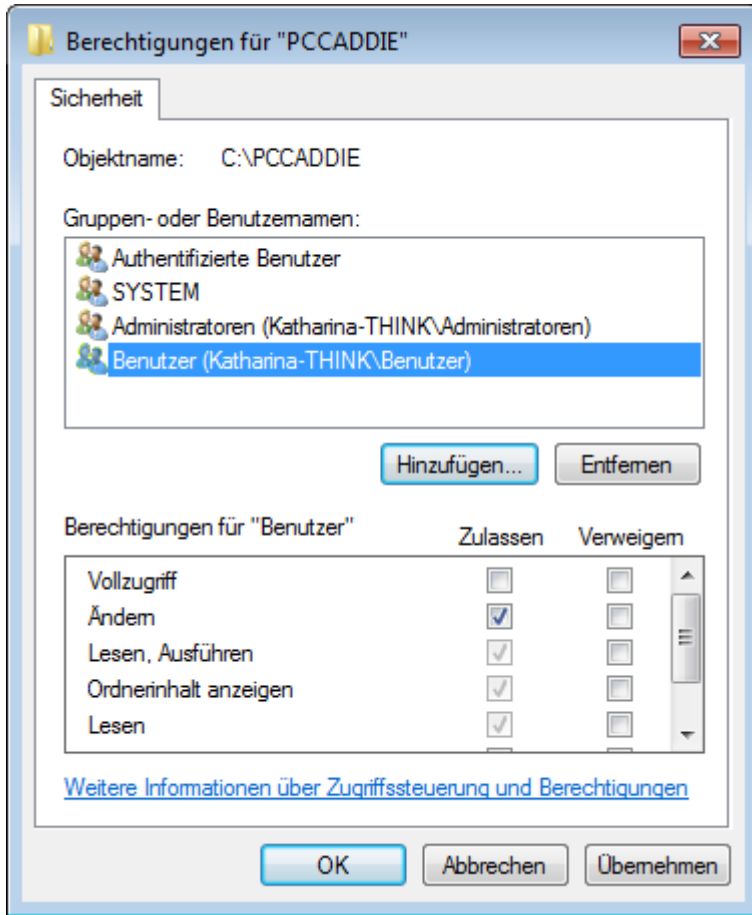 Berechtigungen für "PCCADDIE"
Sicherheit
Objektname: C:\PCCADDIE
Gruppen- oder Benutzernamen:
Authentifizierte Benutzer
SYSTEM
Administratoren (Katharina-THINK\Administratoren)
Benutzer (Katharina-THINK\Benutzer)
Hinzufügen... Entfernen
Berechtigungen für "Benutzer" Zulassen Verweigern
Vollzugriff
Ändern
Lesen, Ausführen
Ordnerinhalt anzeigen
Lesen
Weitere Informationen über Zugriffssteuerung und Berechtigungen
OK Abbrechen Übernehmen